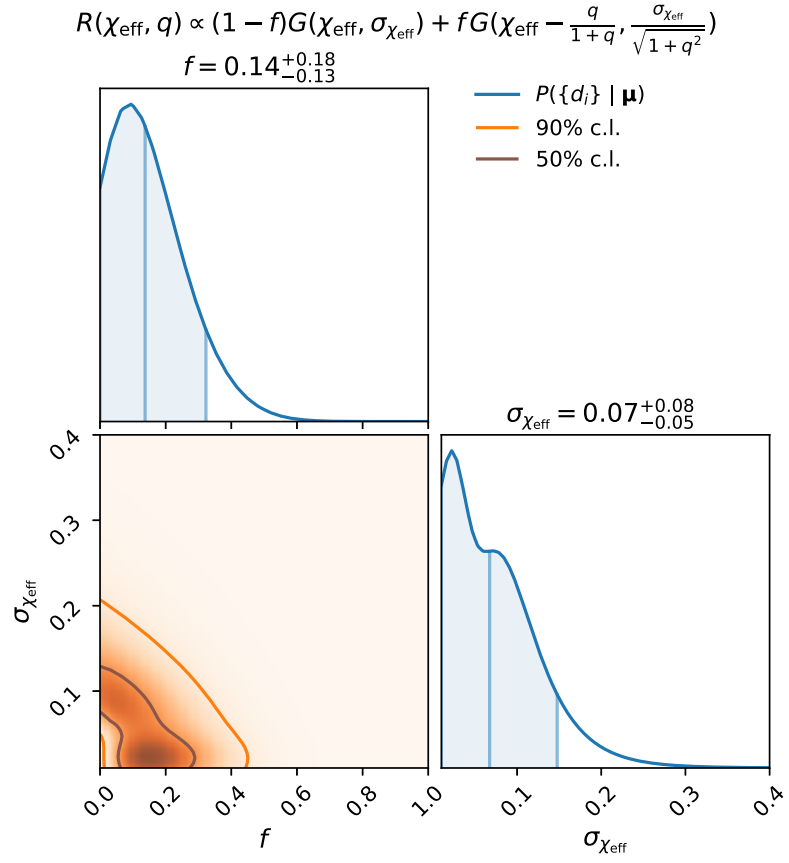 R(χ_eff, q) ∝ (1 − f)G(χ_eff, σ_χ_eff) + fG(χ_eff − q/(1+q), σ_χ_eff/√(1+q²))
f = 0.14 +0.18 −0.13
P({d_i} | μ)
90% c.l.
50% c.l.
σ_χ_eff = 0.07 +0.08 −0.05
0.4
0.3
0.2
0.1
σ_χ_eff
0.0 0.2 0.4 0.6 0.8 1.0
f
0.1 0.2 0.3 0.4
σ_χ_eff